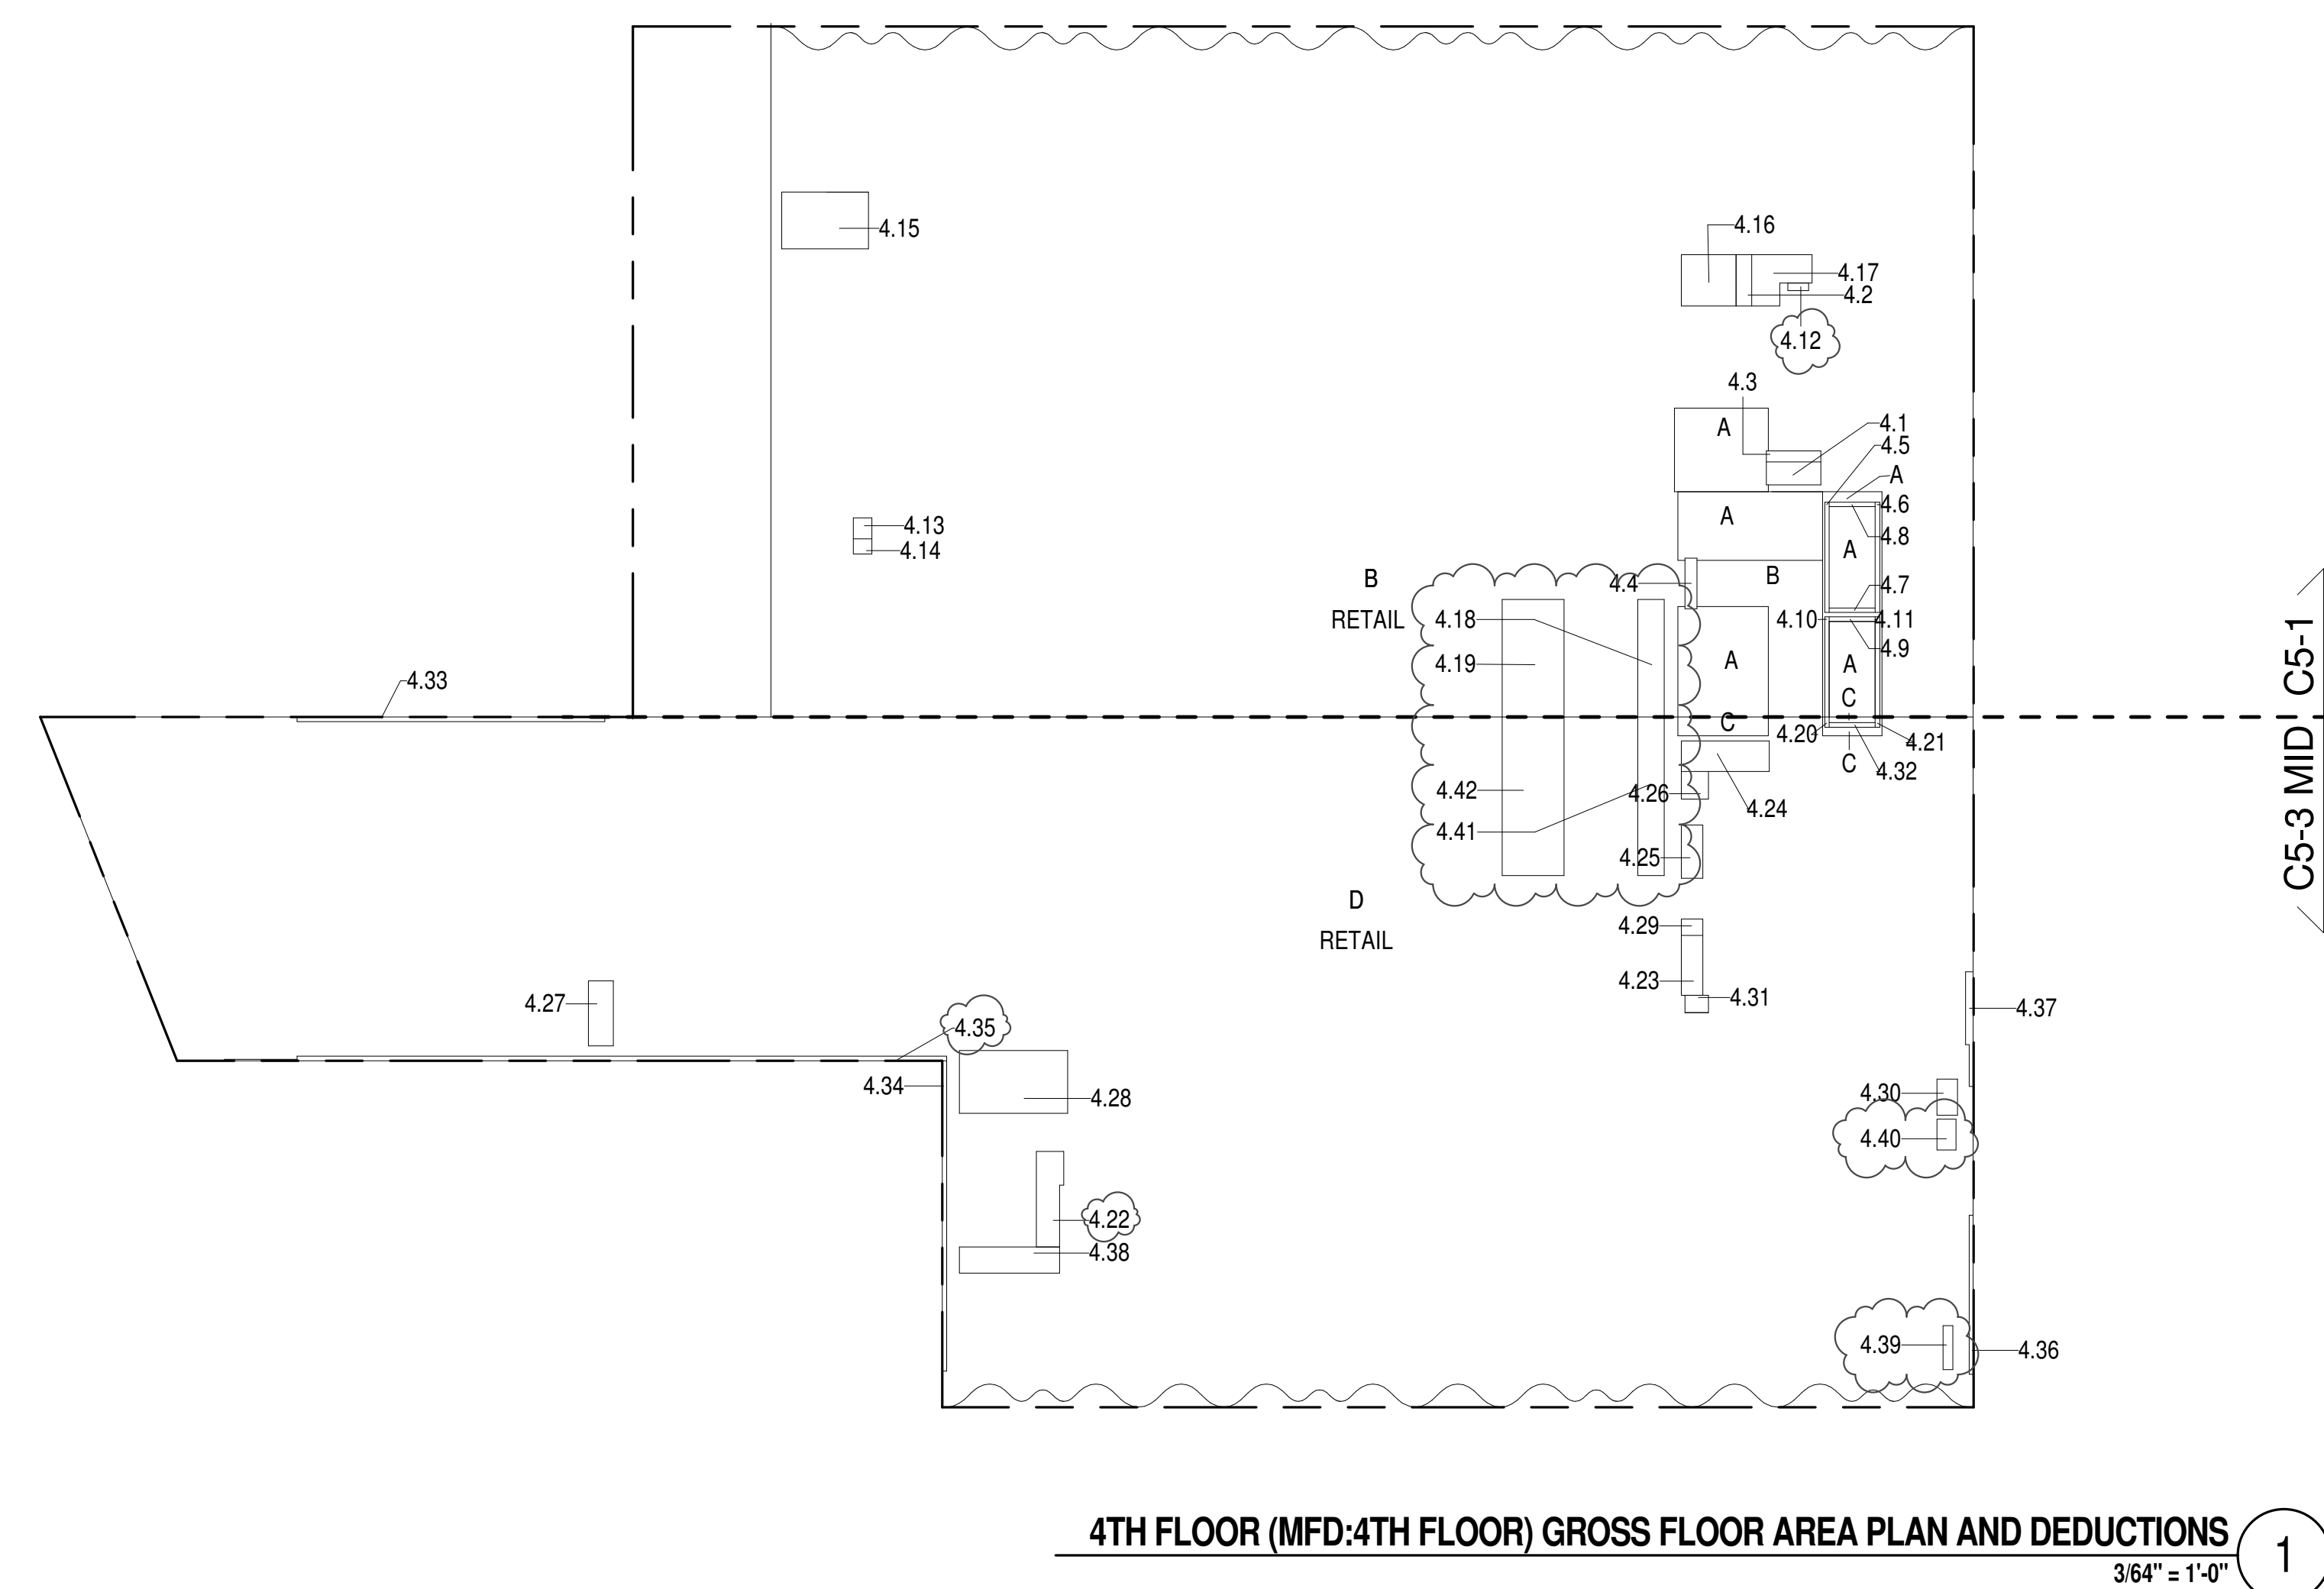 4.15
4.16
4.17
4.2
4.12
4.3
A
4.1
4.5
A
4.6
A
4.8
4.13
4.14
A
B
B
4.4
4.7
RETAIL
4.18
4.10
4.11
4.9
4.19
A
A
4.33
C
C
4.20
4.21
C
4.32
4.42
4.26
4.24
4.41
4.25
C5-3 MID C5-1
D
RETAIL
4.29
4.23
4.31
4.27
4.37
4.35
4.34
4.28
4.30
4.40
4.22
4.38
4.39
4.36
4TH FLOOR (MFD:4TH FLOOR) GROSS FLOOR AREA PLAN AND DEDUCTIONS
1
3/64" = 1'-0"